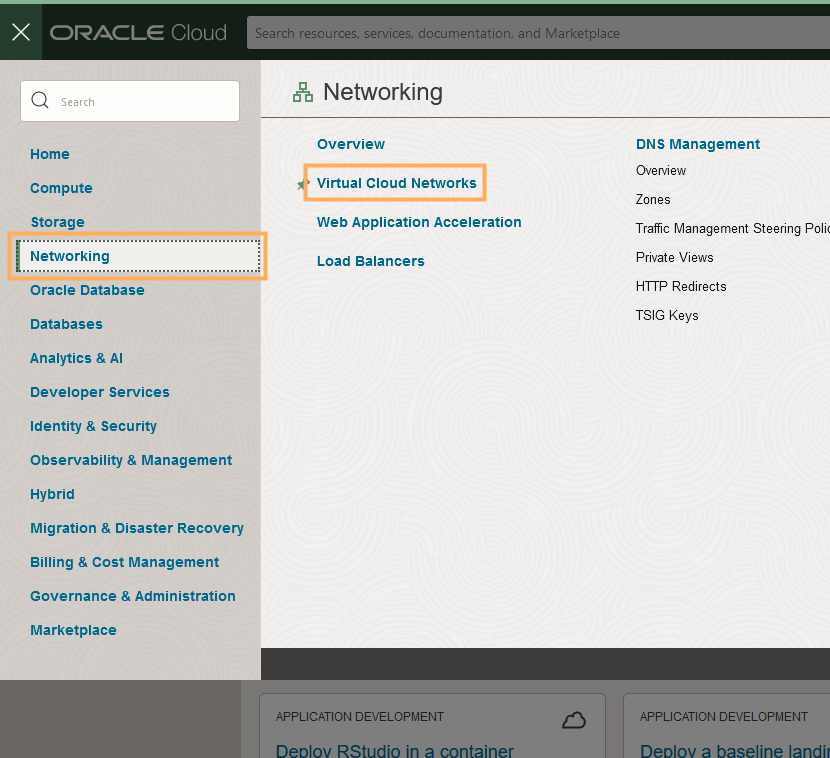 ORACLE Cloud
Search resources, services, documentation, and Marketplace
Search
Home
Compute
Storage
Networking
Oracle Database
Databases
Analytics & AI
Developer Services
Identity & Security
Observability & Management
Hybrid
Migration & Disaster Recovery
Billing & Cost Management
Governance & Administration
Marketplace
Networking
Overview
Virtual Cloud Networks
Web Application Acceleration
Load Balancers
DNS Management
Overview
Zones
Traffic Management Steering Polic
Private Views
HTTP Redirects
TSIG Keys
APPLICATION DEVELOPMENT
Deploy RStudio in a container
APPLICATION DEVELOPMENT
Deploy a baseline landin